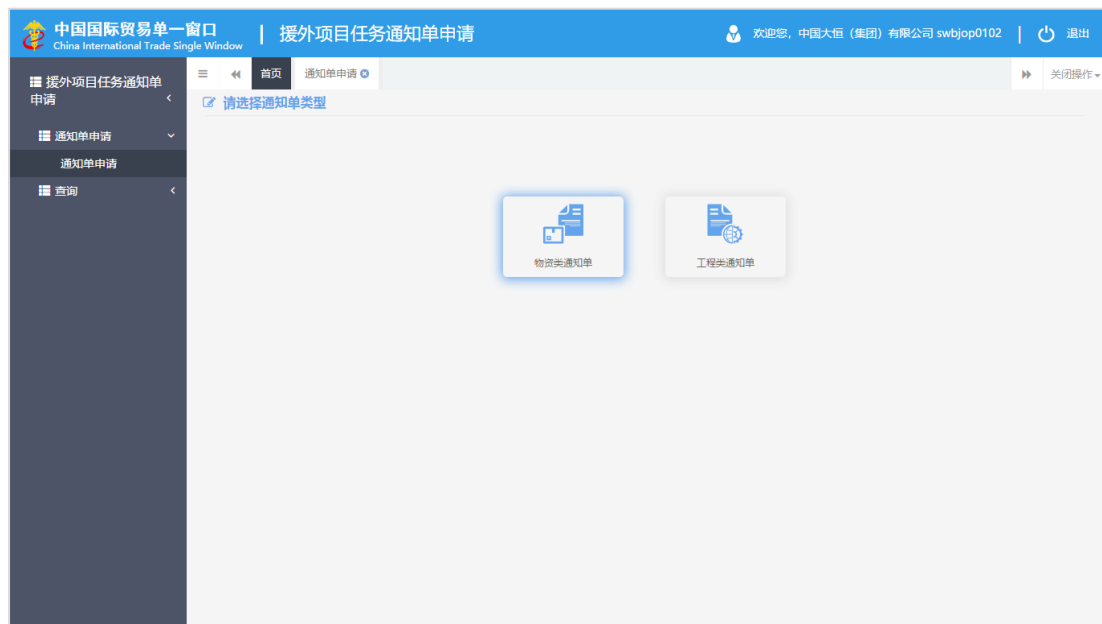 中国国际贸易单一窗口
China International Trade Single Window
援外项目任务通知单申请
欢迎您，中国大恒（集团）有限公司 swbjop0102
退出
援外项目任务通知单
申请
通知单申请
通知单申请
查询
首页
通知单申请
关闭操作
请选择通知单类型
物资类通知单
工程类通知单